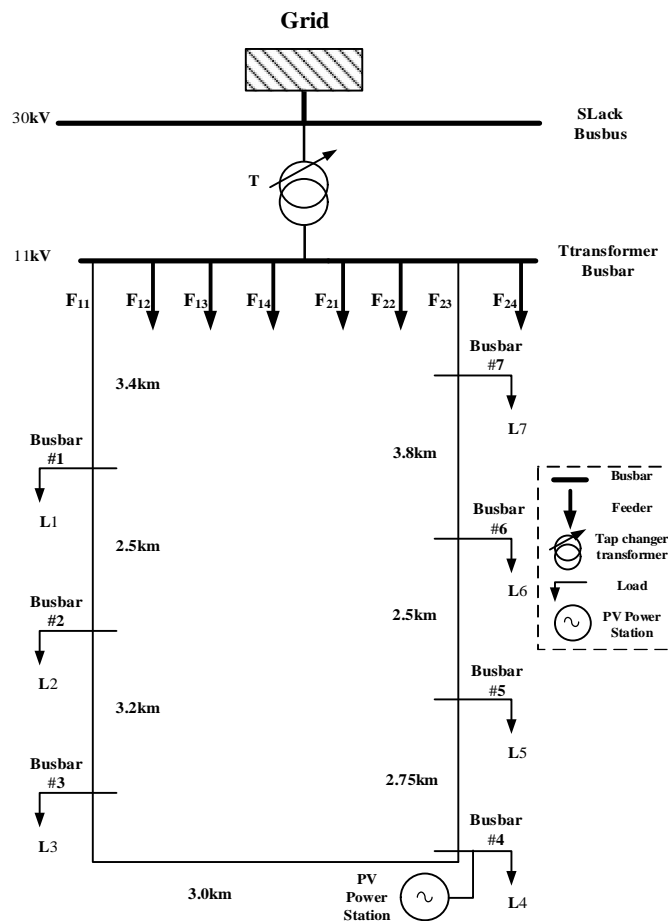 Grid
30kV
SLack
Busbus
T
11kV
Ttransformer
Busbar
F11
F12
F13
F14
F21
F22
F23
F24
Busbar
#7
3.4km
L7
3.8km
Busbar
#1
L1
Busbar
#6
2.5km
L6
Busbar
#2
2.5km
L2
Busbar
#5
3.2km
L5
Busbar
#3
2.75km
L3
Busbar
#4
3.0km
PV
Power
Station
L4
Busbar
Feeder
Tap changer
transformer
Load
PV Power
Station